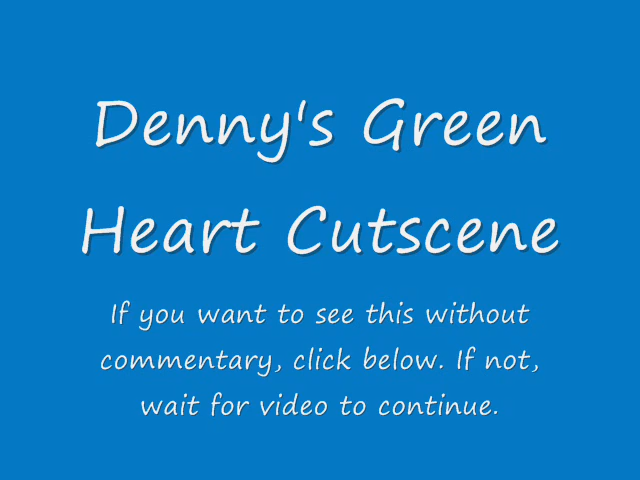 Denny's Green
Heart Cutscene
If you want to see this without
commentary, click below. If not,
wait for video to continue.